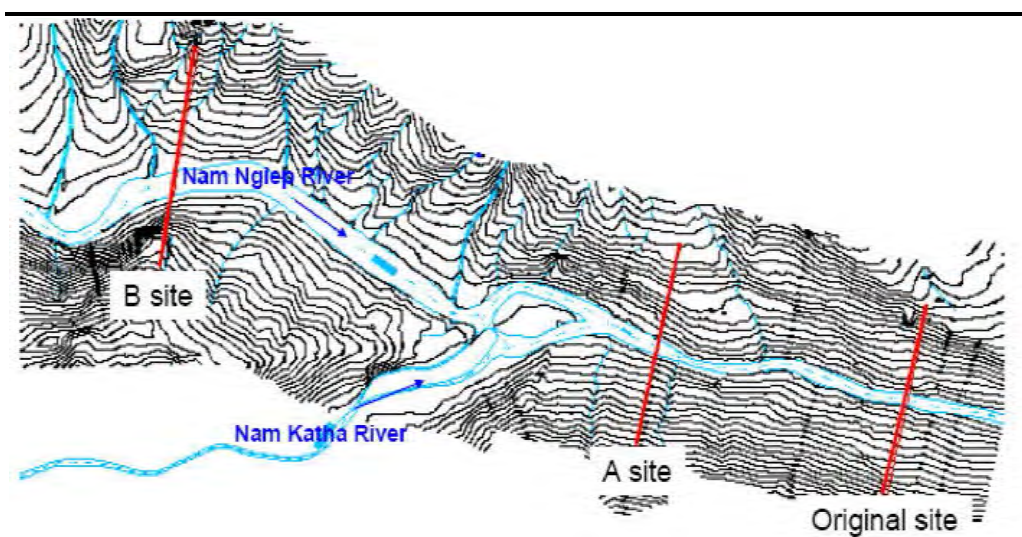 Nam Ngiep River
B site
Nam Katha River
A site
Original site